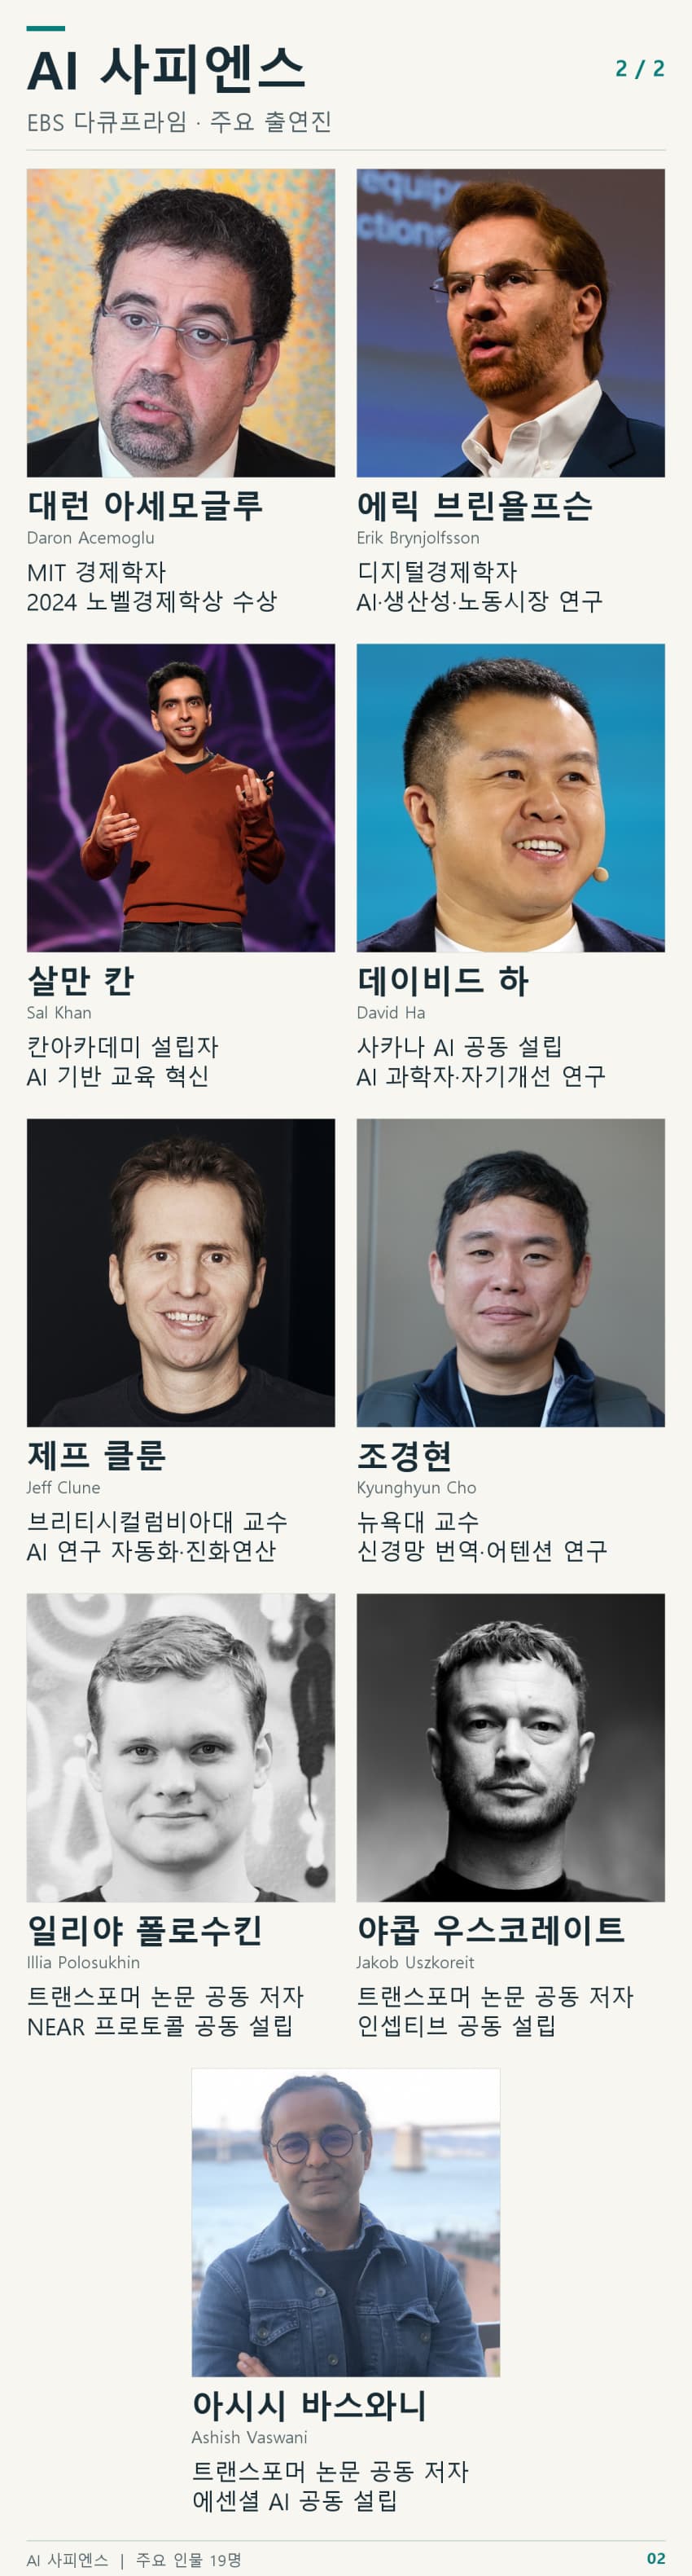 AI 사피엔스
2 / 2
EBS 다큐프라임 · 주요 출연진
equip
ctions
대런 아세모글루
Daron Acemoglu
MIT 경제학자
2024 노벨경제학상 수상
에릭 브린욜프슨
Erik Brynjolfsson
디지털경제학자
AI·생산성·노동시장 연구
살만 칸
Sal Khan
칸아카데미 설립자
AI 기반 교육 혁신
데이비드 하
David Ha
사카나 AI 공동 설립
AI 과학자·자기개선 연구
제프 클룬
Jeff Clune
브리티시컬럼비아대 교수
AI 연구 자동화·진화연산
조경현
Kyunghyun Cho
뉴욕대 교수
신경망 번역·어텐션 연구
일리야 폴로수킨
Illia Polosukhin
트랜스포머 논문 공동 저자
NEAR 프로토콜 공동 설립
야콥 우스코레이트
Jakob Uszkoreit
트랜스포머 논문 공동 저자
인셉티브 공동 설립
아시시 바스와니
Ashish Vaswani
트랜스포머 논문 공동 저자
에센셜 AI 공동 설립
AI 사피엔스 | 주요 인물 19명
02